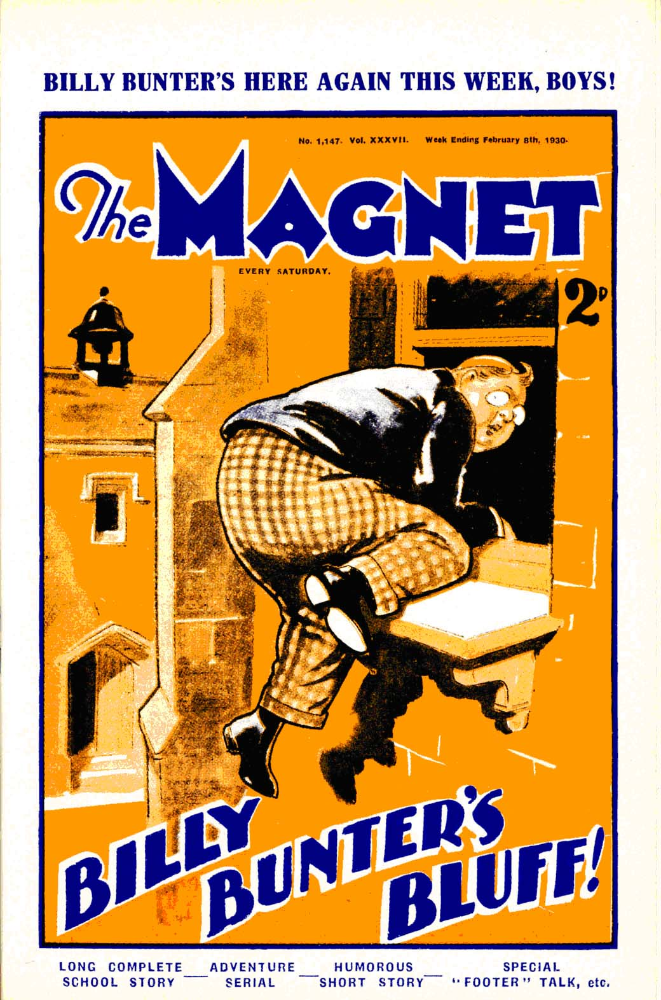 BILLY BUNTER'S HERE AGAIN THIS WEEK, BOYS!
No. 1,147. Vol. XXXVII. Week Ending February 8th, 1930.
The MAGNET
EVERY SATURDAY.
2D
BILLY
BUNTER'S
BLUFF!
LONG COMPLETE SCHOOL STORY — ADVENTURE SERIAL — HUMOROUS SHORT STORY — SPECIAL "FOOTER" TALK, etc.